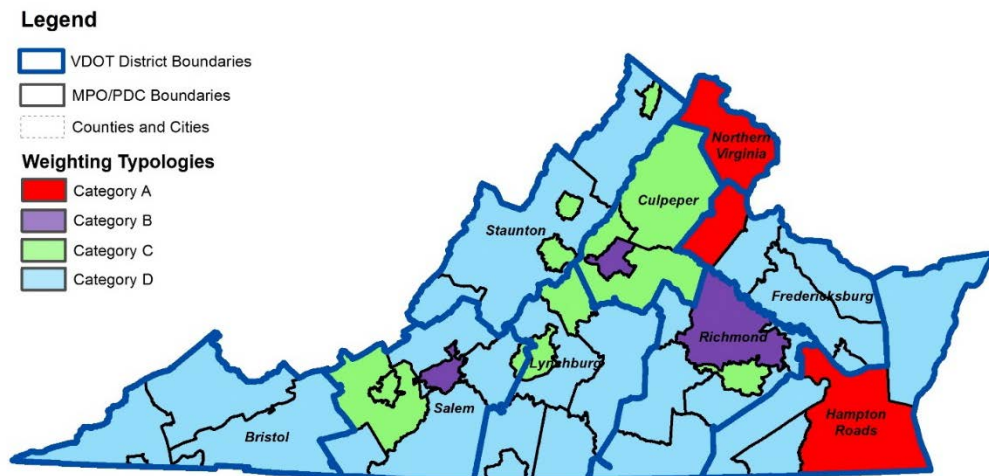 Legend
VDOT District Boundaries
MPO/PDC Boundaries
Counties and Cities
Weighting Typologies
Category A
Category B
Category C
Category D
Northern
Virginia
Culpeper
Staunton
Fredericksburg
Richmond
Lynchburg
Salem
Hampton
Roads
Bristol